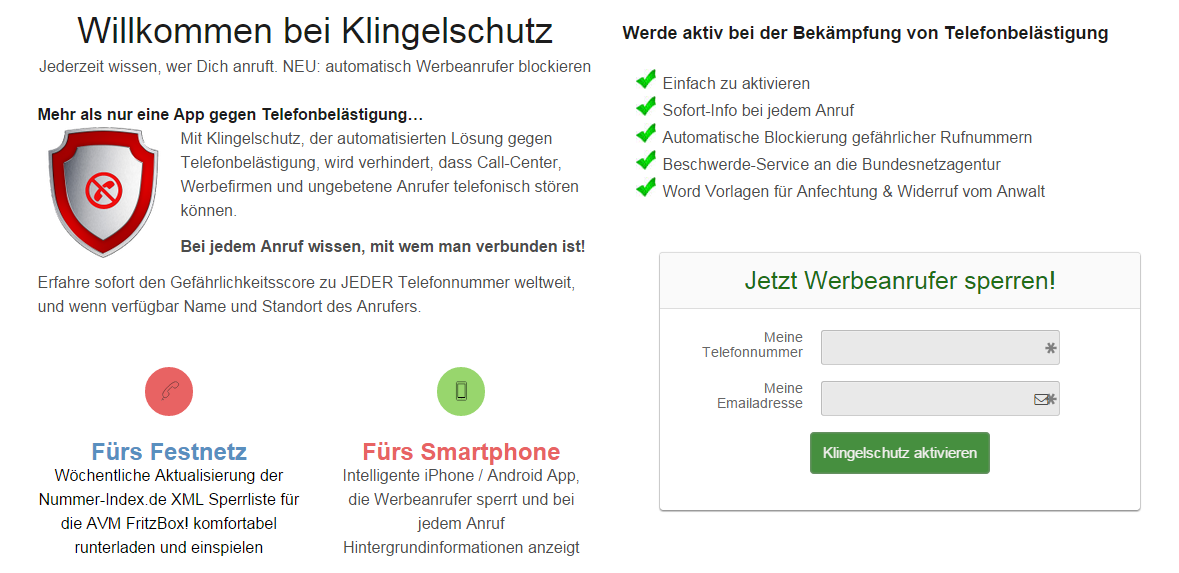 Willkommen bei Klingelschutz
Jederzeit wissen, wer Dich anruft. NEU: automatisch Werbeanrufer blockieren
Mehr als nur eine App gegen Telefonbelästigung…
Mit Klingelschutz, der automatisierten Lösung gegen
Telefonbelästigung, wird verhindert, dass Call-Center,
Werbefirmen und ungebetene Anrufer telefonisch stören
können.
Bei jedem Anruf wissen, mit wem man verbunden ist!
Erfahre sofort den Gefährlichkeitsscore zu JEDER Telefonnummer weltweit,
und wenn verfügbar Name und Standort des Anrufers.
Fürs Festnetz
Wöchentliche Aktualisierung der
Nummer-Index.de XML Sperrliste für
die AVM FritzBox! komfortabel
runterladen und einspielen
Fürs Smartphone
Intelligente iPhone / Android App,
die Werbeanrufer sperrt und bei
jedem Anruf
Hintergrundinformationen anzeigt
Werde aktiv bei der Bekämpfung von Telefonbelästigung
Einfach zu aktivieren
Sofort-Info bei jedem Anruf
Automatische Blockierung gefährlicher Rufnummern
Beschwerde-Service an die Bundesnetzagentur
Word Vorlagen für Anfechtung & Widerruf vom Anwalt
Jetzt Werbeanrufer sperren!
Meine
Telefonnummer
Meine
Emailadresse
Klingelschutz aktivieren